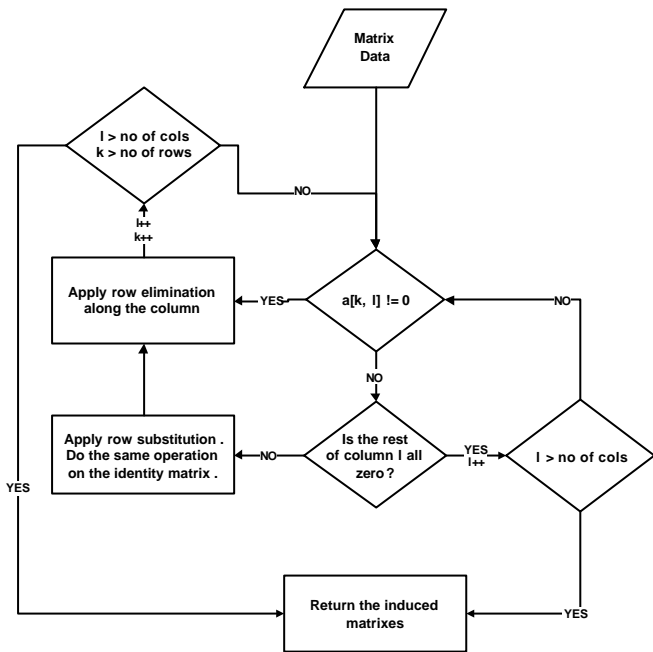 Matrix
Data
l > no of cols
k > no of rows
NO
l++
k++
Apply row elimination
along the column
YES
a[k, l] != 0
NO
NO
Apply row substitution .
Do the same operation
on the identity matrix .
NO
Is the rest
of column l all
zero ?
YES
l++
l > no of cols
YES
Return the induced
matrixes
YES